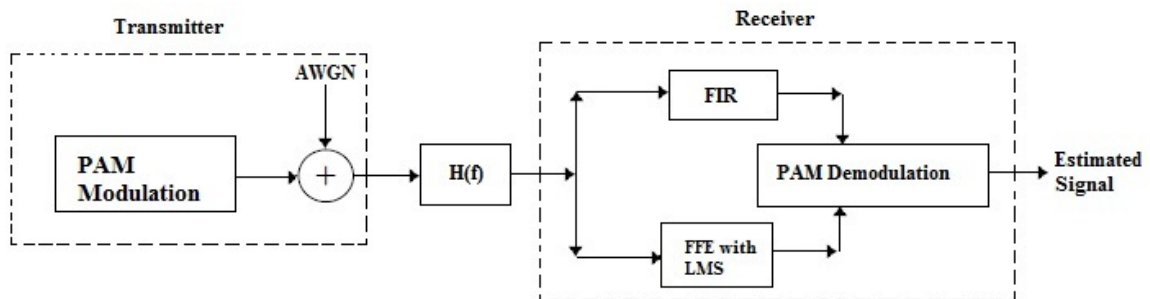 Transmitter
Receiver
AWGN
FIR
PAM
Modulation
+
H(f)
PAM Demodulation
Estimated
Signal
FFE with
LMS